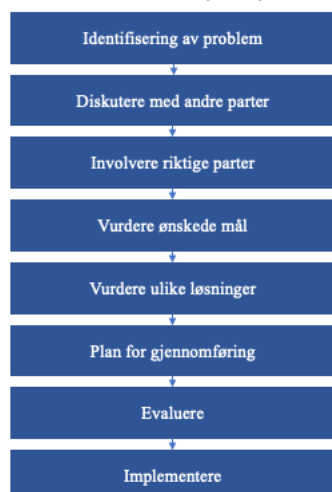 Identifisering av problem
Diskutere med andre parter
Involvere riktige parter
Vurdere ønskede mål
Vurdere ulike løsninger
Plan for gjennomføring
Evaluere
Implementere